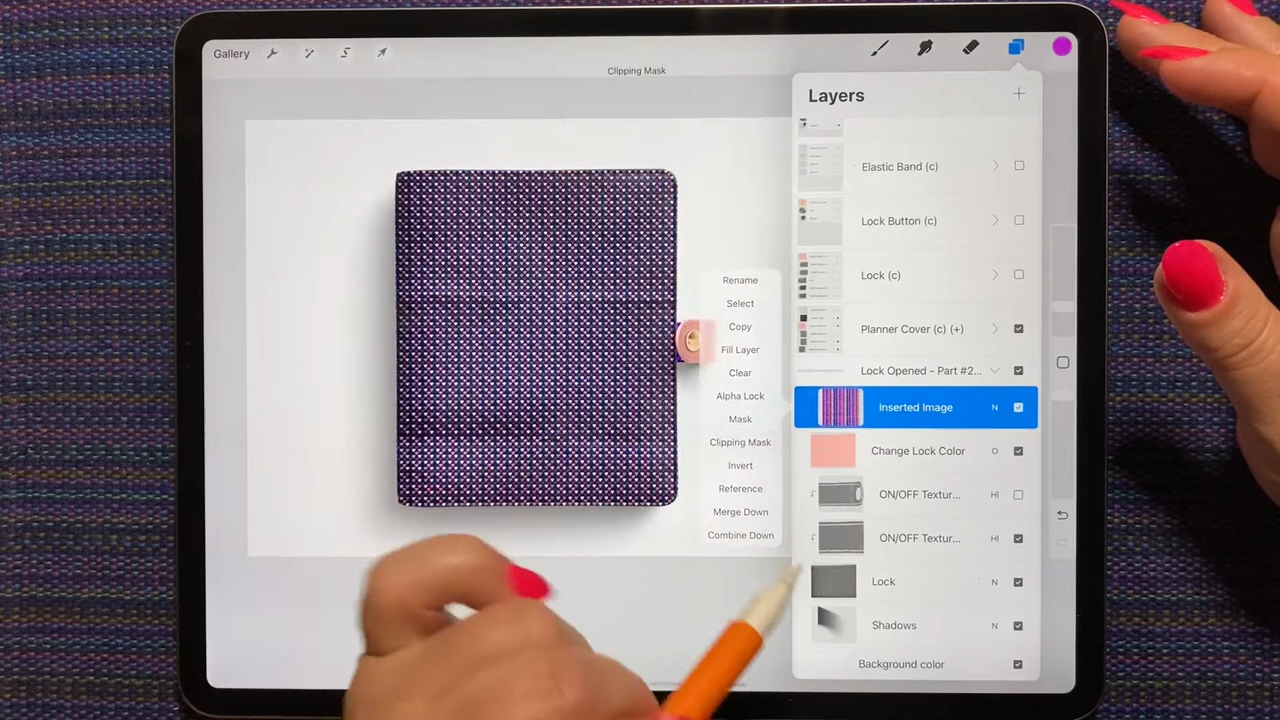 Gallery
Clipping Mask
Layers
Elastic Band (c)
Lock Button (c)
Lock (c)
Planner Cover (c) (+)
Lock Opened - Part #2...
Inserted Image N
Change Lock Color O
ON/OFF Textur... HI
ON/OFF Textur... HI
Lock N
Shadows N
Background color
Rename
Select
Copy
Fill Layer
Clear
Alpha Lock
Mask
Clipping Mask
Invert
Reference
Merge Down
Combine Down